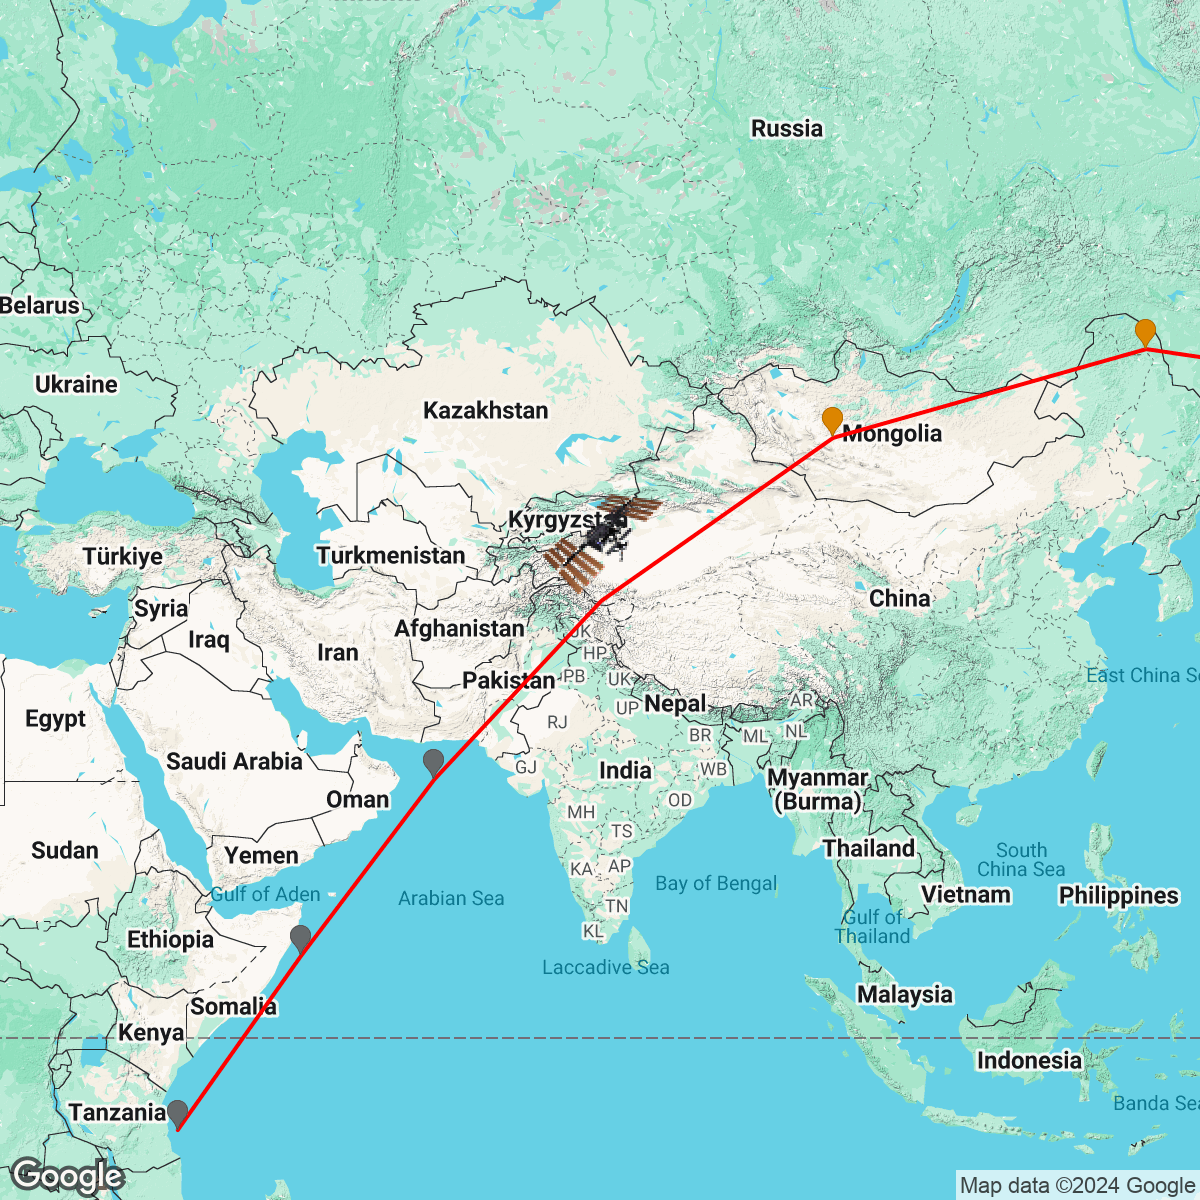 Russia
Belarus
Ukraine
Kazakhstan
Mongolia
Kyrgyzstan
Türkiye
Turkmenistan
Syria
China
Iraq
Afghanistan
JK
Iran
HP
East China Se
Pakistan
PB
UK
Nepal
AR
UP
Egypt
RJ
BR
ML
NL
Saudi Arabia
GJ
India
WB
Myanmar
(Burma)
Oman
OD
MH
TS
Sudan
Yemen
Thailand
South
China Sea
KA
AP
Bay of Bengal
Gulf of Aden
Arabian Sea
TN
Vietnam
Philippines
Gulf of
Thailand
KL
Ethiopia
Laccadive Sea
Malaysia
Somalia
Kenya
Indonesia
Tanzania
Banda Sea
Google
Map data ©2024 Google